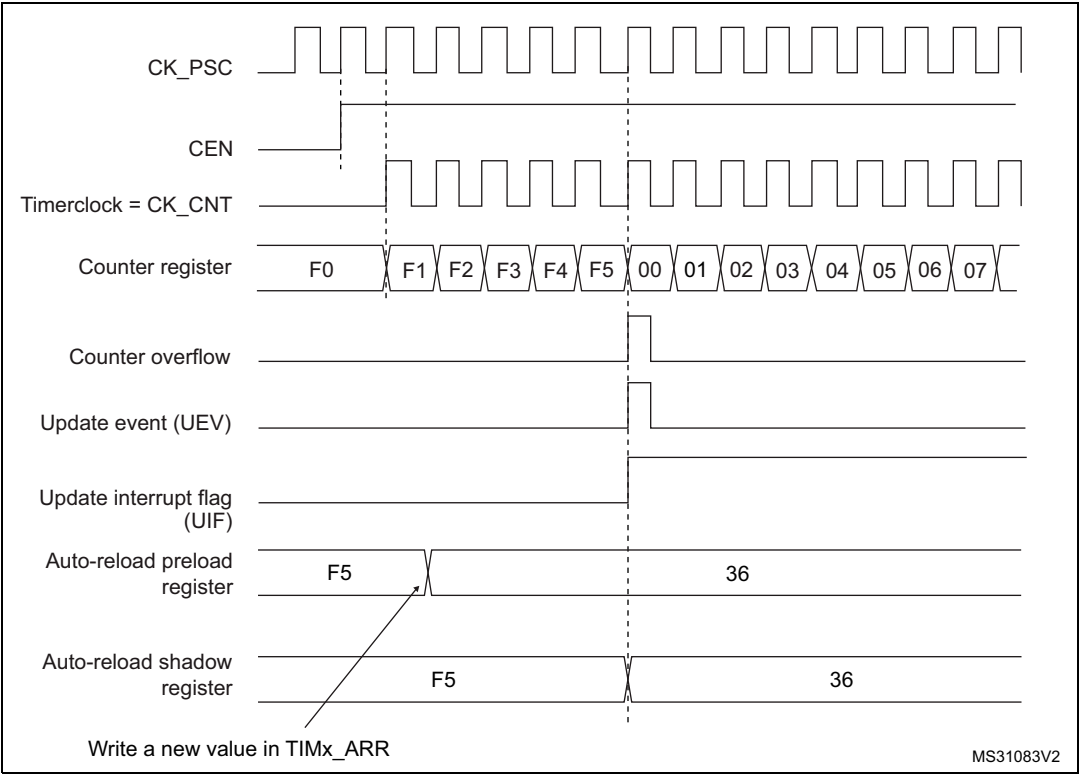 CK_PSC
CEN
Timerclock = CK_CNT
Counter register F0 F1 F2 F3 F4 F5 00 01 02 03 04 05 06 07
Counter overflow
Update event (UEV)
Update interrupt flag
(UIF)
Auto-reload preload
register
F5 36
Auto-reload shadow
register
F5 36
Write a new value in TIMx_ARR
MS31083V2